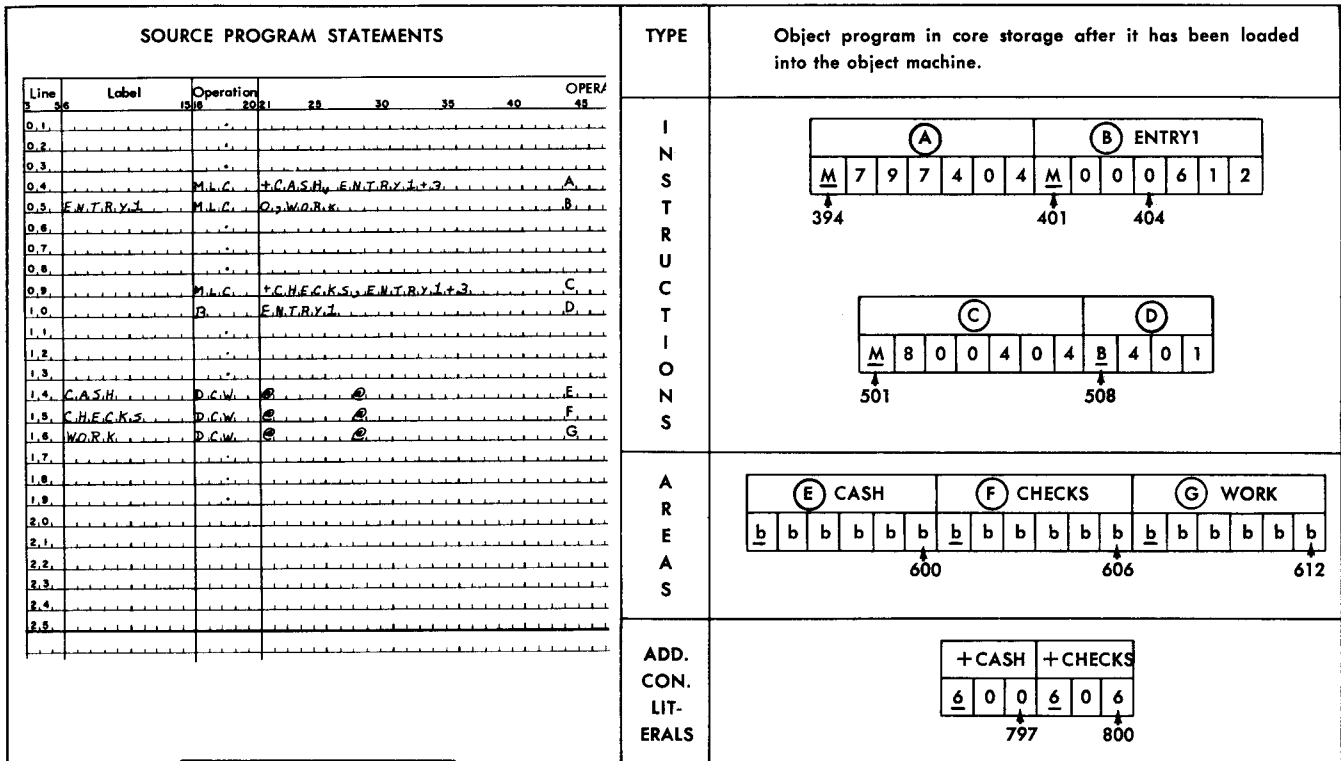 SOURCE PROGRAM STATEMENTS
Line Label Operation OPERA
3 5 6 15 16 20 21 25 30 35 40 45
0,1
0,2
0,3
0,4 MLC +CASH, ENTRY1+3 A
0,5 ENTRY1 MLC 0,WORK B
0,6
0,7
0,8
0,9 MLC +CHECKS, ENTRY1+3 C
1,0 B ENTRY1 D
1,1
1,2
1,3
1,4 CASH DCW @ @ E
1,5 CHECKS DCW @ @ F
1,6 WORK DCW @ @ G
1,7
1,8
1,9
2,0
2,1
2,2
2,3
2,4
2,5
TYPE
Object program in core storage after it has been loaded
into the object machine.
INSTRUCTIONS
A B ENTRY1
M 7 9 7 4 0 4 M 0 0 0 6 1 2
394 401 404
C D
M 8 0 0 4 0 4 B 4 0 1
501 508
AREAS
E CASH F CHECKS G WORK
b b b b b b b b b b b b b b b b b b
600 606 612
ADD.
CON.
LIT-
ERALS
+CASH +CHECKS
6 0 0 6 0 6
797 800